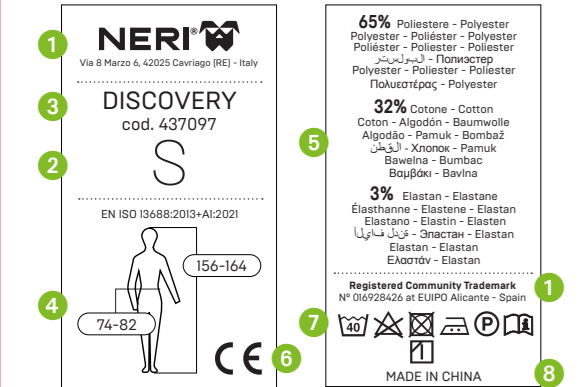 1
NERI®
Via 8 Marzo 6, 42025 Cavriago (RE) - Italy
3
DISCOVERY
cod. 437097
2
S
EN ISO 13688:2013+A1:2021
156-164
4
74-82
CE
6
65% Poliestere - Polyester
Polyester - Poliéster - Polyester
Poliéster - Poliester - Poliester
البوليستر - Полиэстер
Polyester - Poliester - Poliester
Πολυεστέρας - Polyester
5
32% Cotone - Cotton
Coton - Algodón - Baumwolle
Algodão - Pamuk - Bombaž
القطن - Хлопок - Pamuk
Bawełna - Bumbac
Βαμβάκι - Bavlna
3% Elastan - Elastane
Élasthanne - Elastene - Elastan
Elastano - Elastin - Elasten
Эластан - Elastan
Elastan - Elastan
Ελαστάν - Elastan
Registered Community Trademark
N° 016928426 at EUIPO Alicante - Spain
1
7
40
P
i
1
MADE IN CHINA
8